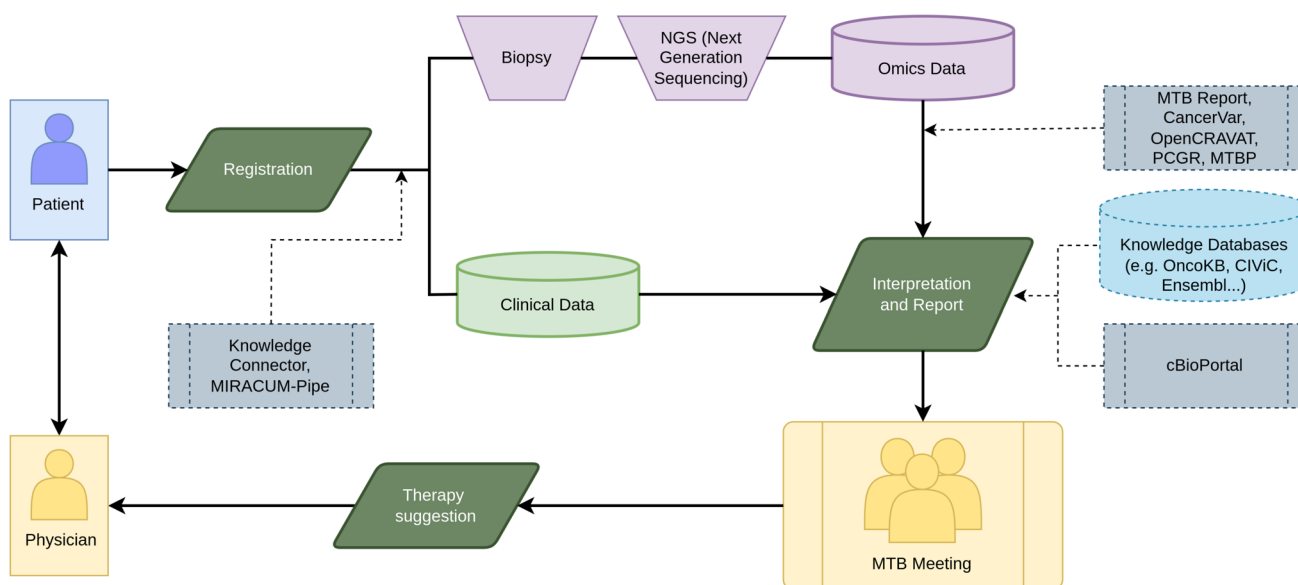 Biopsy
NGS (Next
Generation
Sequencing)
Omics Data
MTB Report,
CancerVar,
OpenCRAVAT,
PCGR, MTBP
Patient
Registration
Knowledge Databases
(e.g. OncoKB, CIViC,
Ensembl...)
Clinical Data
Interpretation
and Report
Knowledge
Connector,
MIRACUM-Pipe
cBioPortal
Physician
Therapy
suggestion
MTB Meeting